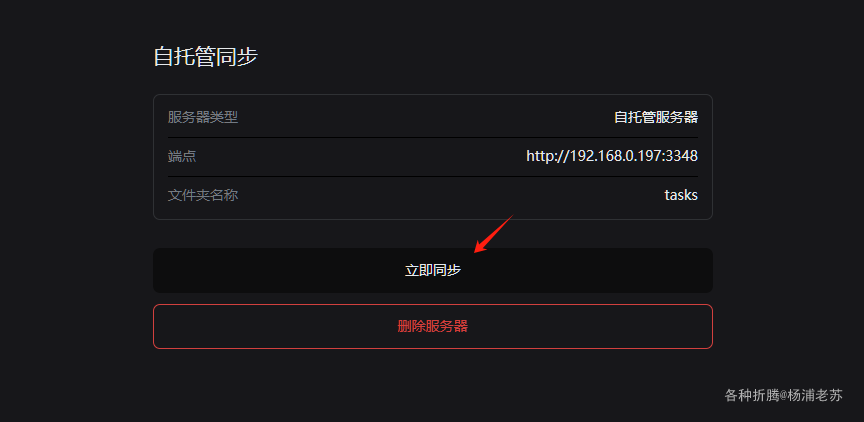 自托管同步
服务器类型 自托管服务器
端点 http://192.168.0.197:3348
文件夹名称 tasks
立即同步
删除服务器
各种折腾@杨浦老苏